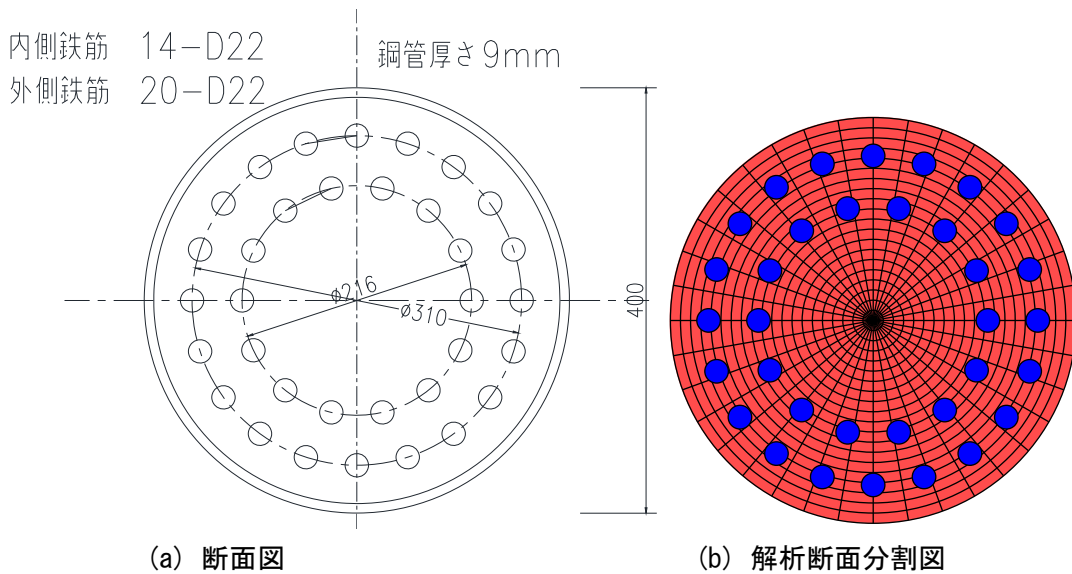 内側鉄筋 14-D22
外側鉄筋 20-D22
鋼管厚さ9mm
φ216
φ310
400
(a) 断面図
(b) 解析断面分割図